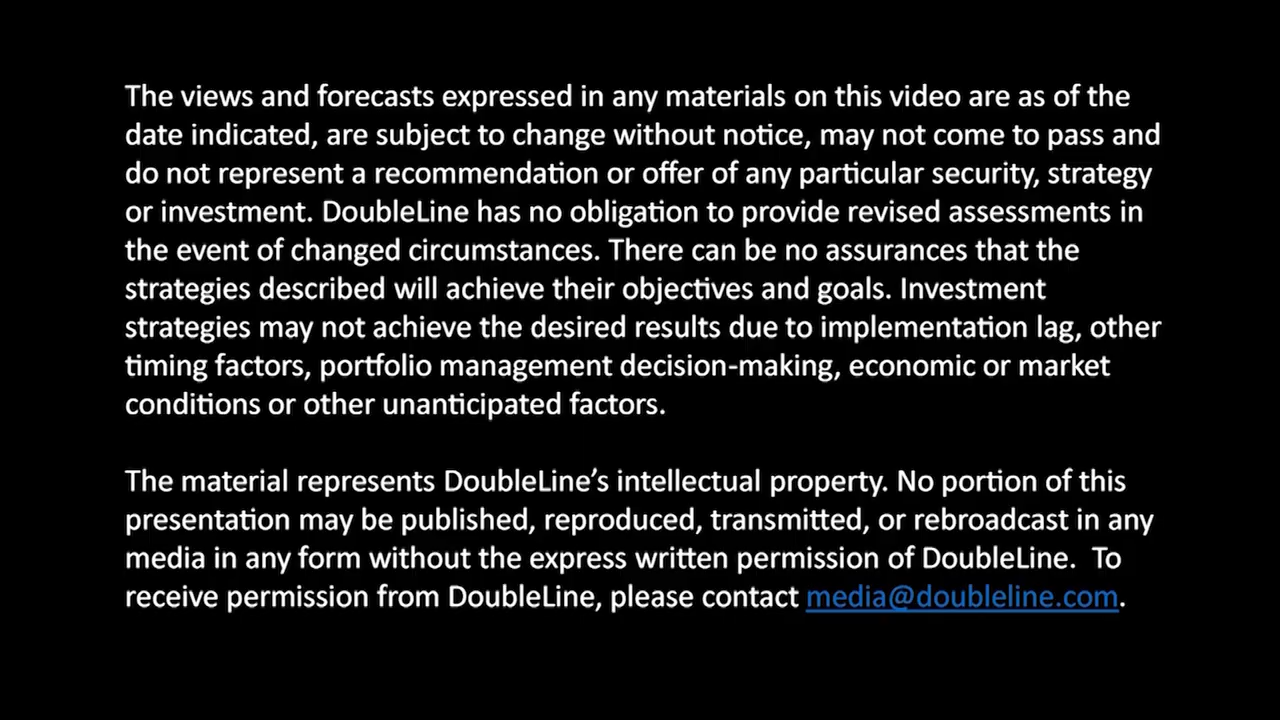 The views and forecasts expressed in any materials on this video are as of the
date indicated, are subject to change without notice, may not come to pass and
do not represent a recommendation or offer of any particular security, strategy
or investment. DoubleLine has no obligation to provide revised assessments in
the event of changed circumstances. There can be no assurances that the
strategies described will achieve their objectives and goals. Investment
strategies may not achieve the desired results due to implementation lag, other
timing factors, portfolio management decision-making, economic or market
conditions or other unanticipated factors.
The material represents DoubleLine’s intellectual property. No portion of this
presentation may be published, reproduced, transmitted, or rebroadcast in any
media in any form without the express written permission of DoubleLine.  To
receive permission from DoubleLine, please contact media@doubleline.com.